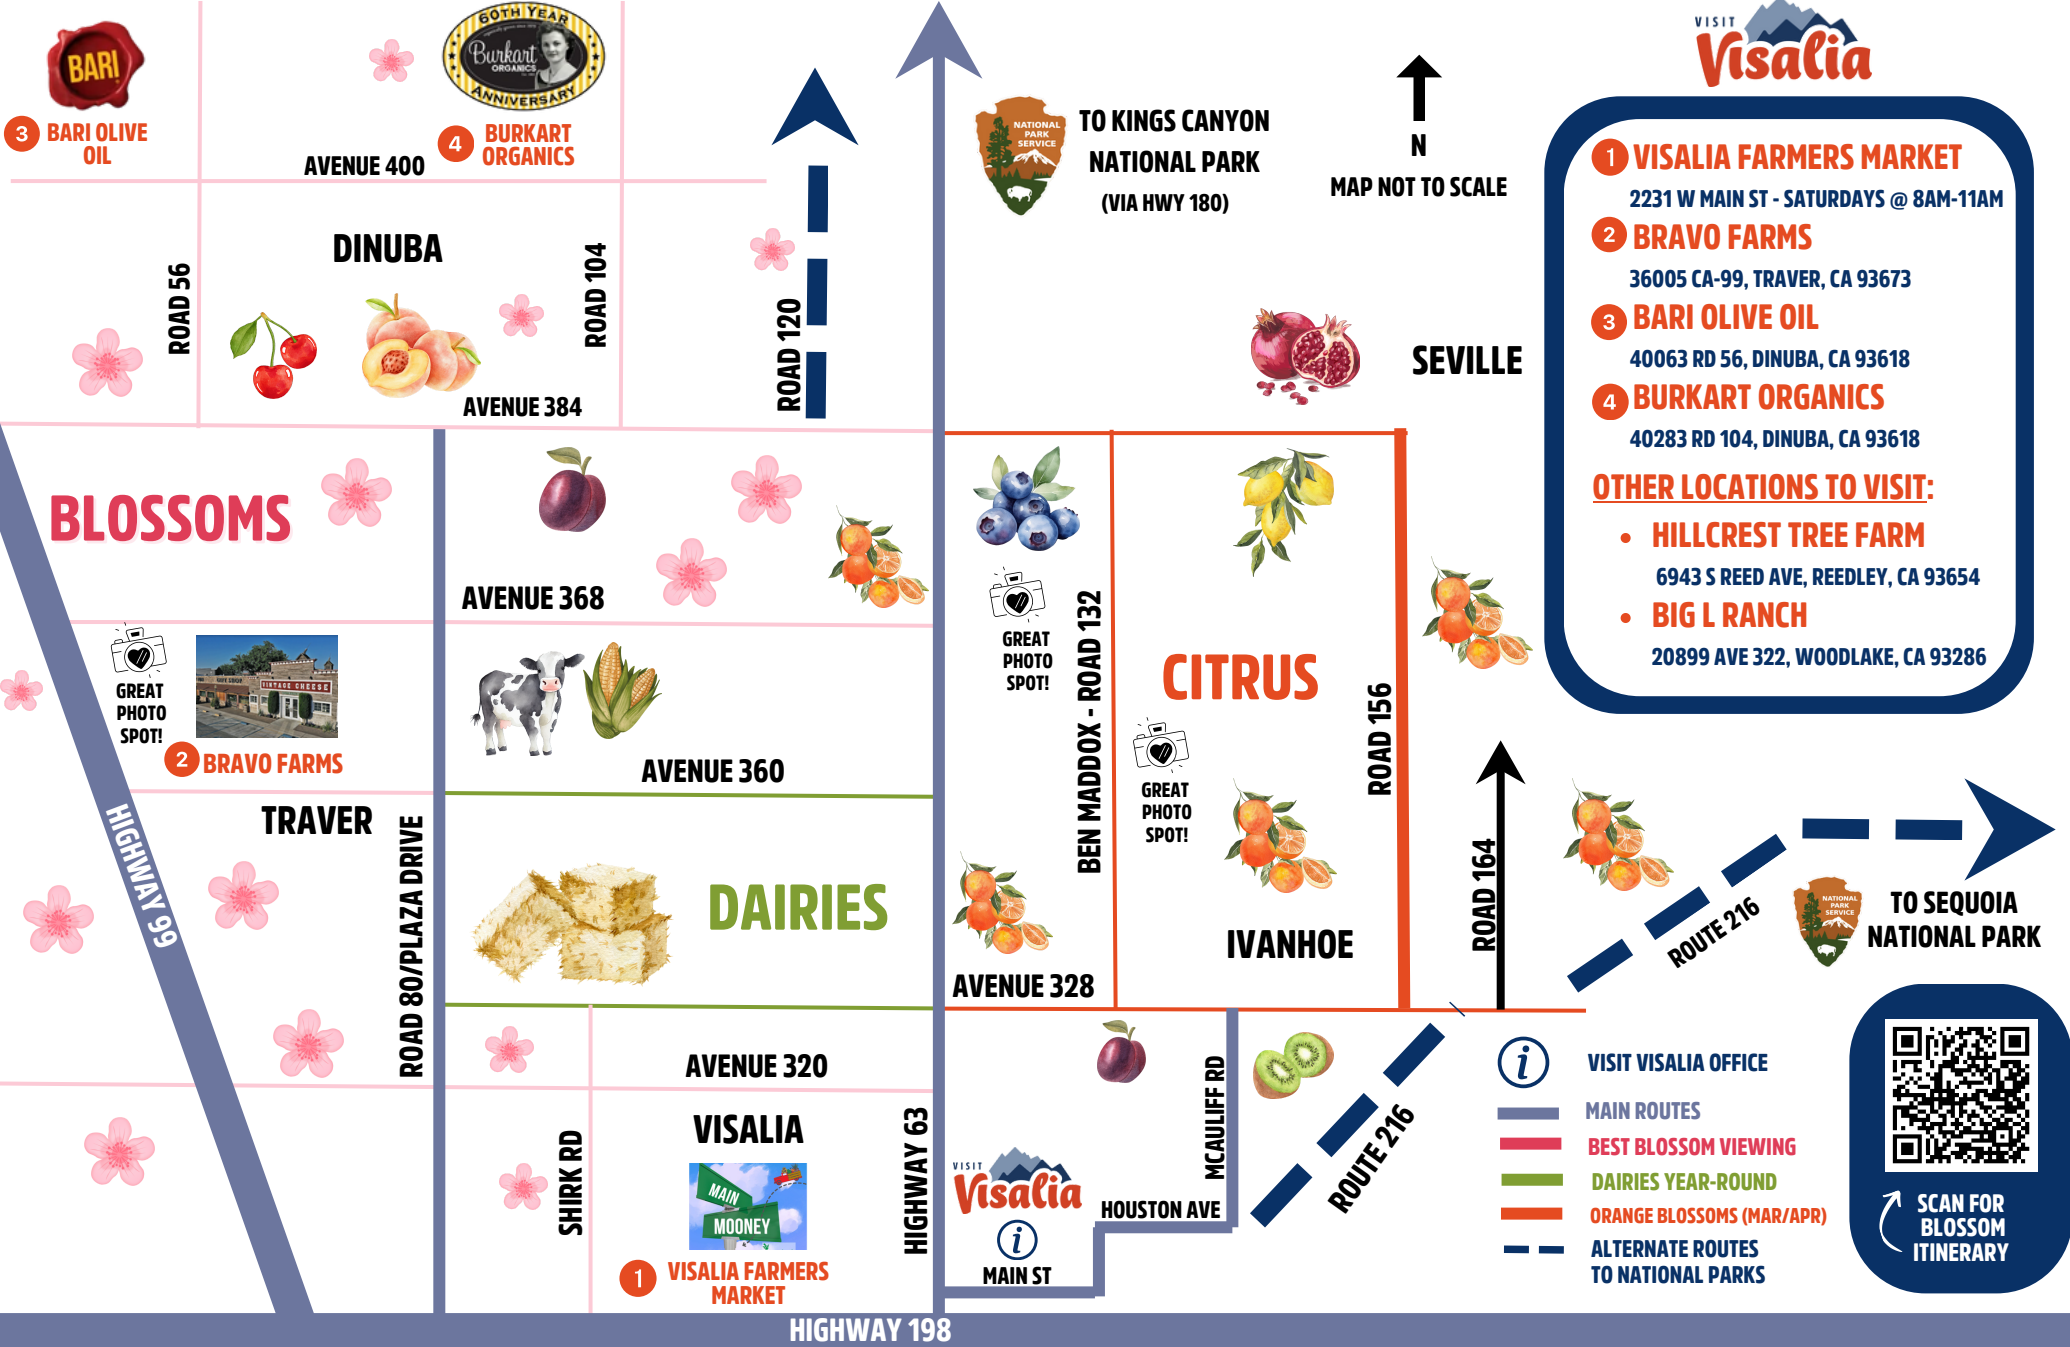 BARI
3 BARI OLIVE
OIL
60TH YEAR
Burkart
ORGANICS
ANNIVERSARY
4 BURKART
ORGANICS
AVENUE 400
DINUBA
ROAD 56
ROAD 104
ROAD 120
AVENUE 384
NATIONAL
PARK
SERVICE
TO KINGS CANYON
NATIONAL PARK
(VIA HWY 180)
N
MAP NOT TO SCALE
SEVILLE
VISIT
Visalia
1 VISALIA FARMERS MARKET
2231 W MAIN ST - SATURDAYS @ 8AM-11AM
2 BRAVO FARMS
36005 CA-99, TRAVER, CA 93673
3 BARI OLIVE OIL
40063 RD 56, DINUBA, CA 93618
4 BURKART ORGANICS
40283 RD 104, DINUBA, CA 93618
OTHER LOCATIONS TO VISIT:
• HILLCREST TREE FARM
6943 S REED AVE, REEDLEY, CA 93654
• BIG L RANCH
20899 AVE 322, WOODLAKE, CA 93286
BLOSSOMS
AVENUE 368
GREAT
PHOTO
SPOT!
VINTAGE CHEESE
2 BRAVO FARMS
AVENUE 360
TRAVER
HIGHWAY 99
ROAD 80/PLAZA DRIVE
DAIRIES
GREAT
PHOTO
SPOT!
BEN MADDOX - ROAD 132
CITRUS
GREAT
PHOTO
SPOT!
ROAD 156
IVANHOE
AVENUE 328
ROAD 164
ROUTE 216
NATIONAL
PARK
SERVICE
TO SEQUOIA
NATIONAL PARK
AVENUE 320
VISALIA
SHIRK RD
MAIN
MOONEY
1 VISALIA FARMERS
MARKET
HIGHWAY 63
VISIT
Visalia
i
MAIN ST
HOUSTON AVE
MCAULIFF RD
ROUTE 216
i VISIT VISALIA OFFICE
MAIN ROUTES
BEST BLOSSOM VIEWING
DAIRIES YEAR-ROUND
ORANGE BLOSSOMS (MAR/APR)
ALTERNATE ROUTES
TO NATIONAL PARKS
SCAN FOR
BLOSSOM
ITINERARY
HIGHWAY 198